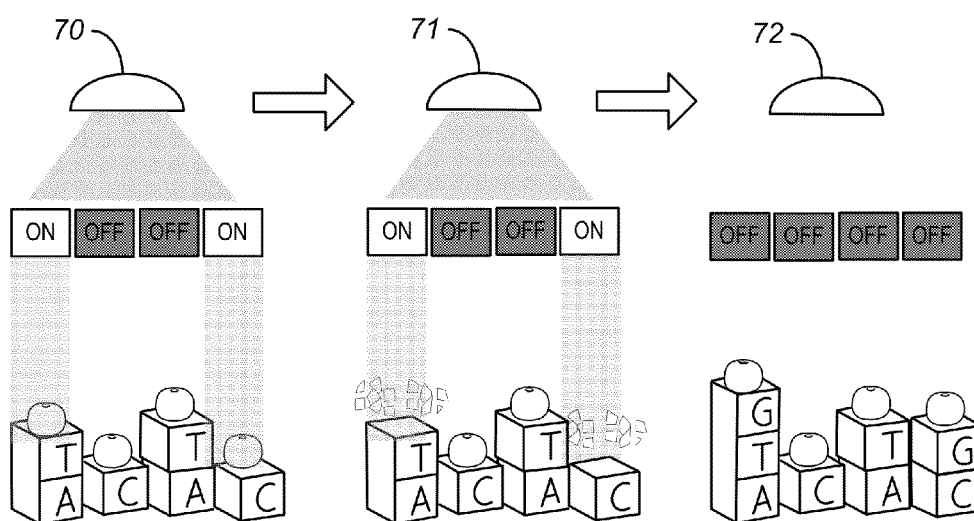 70 71 72
ON OFF OFF ON ON OFF OFF ON OFF OFF OFF OFF
G
T T T T T T G
A C A C A C A C A C A C